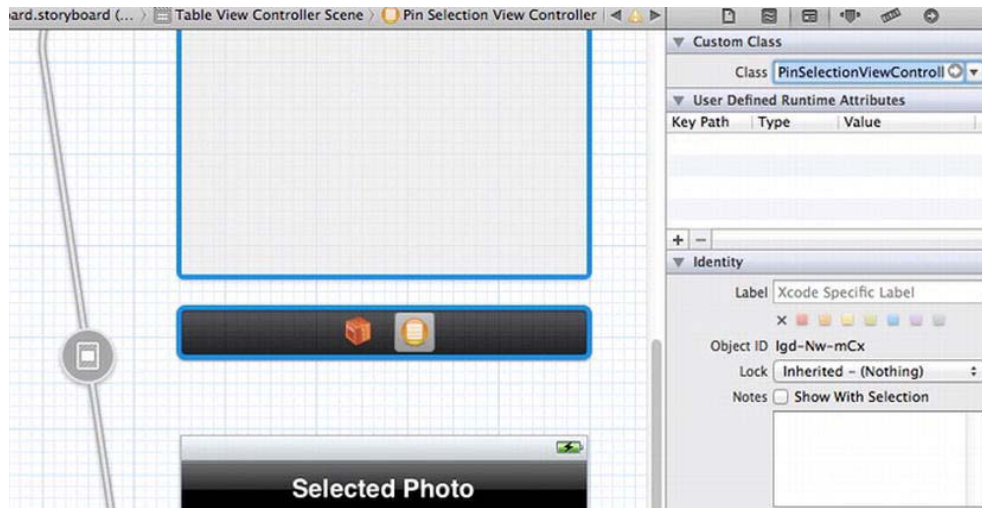 ard.storyboard (...
Table View Controller Scene
Pin Selection View Controller
Custom Class
Class PinSelectionViewControll
User Defined Runtime Attributes
Key Path Type Value
+ −
Identity
Label Xcode Specific Label
Object ID Igd-Nw-mCx
Lock Inherited - (Nothing)
Notes Show With Selection
Selected Photo